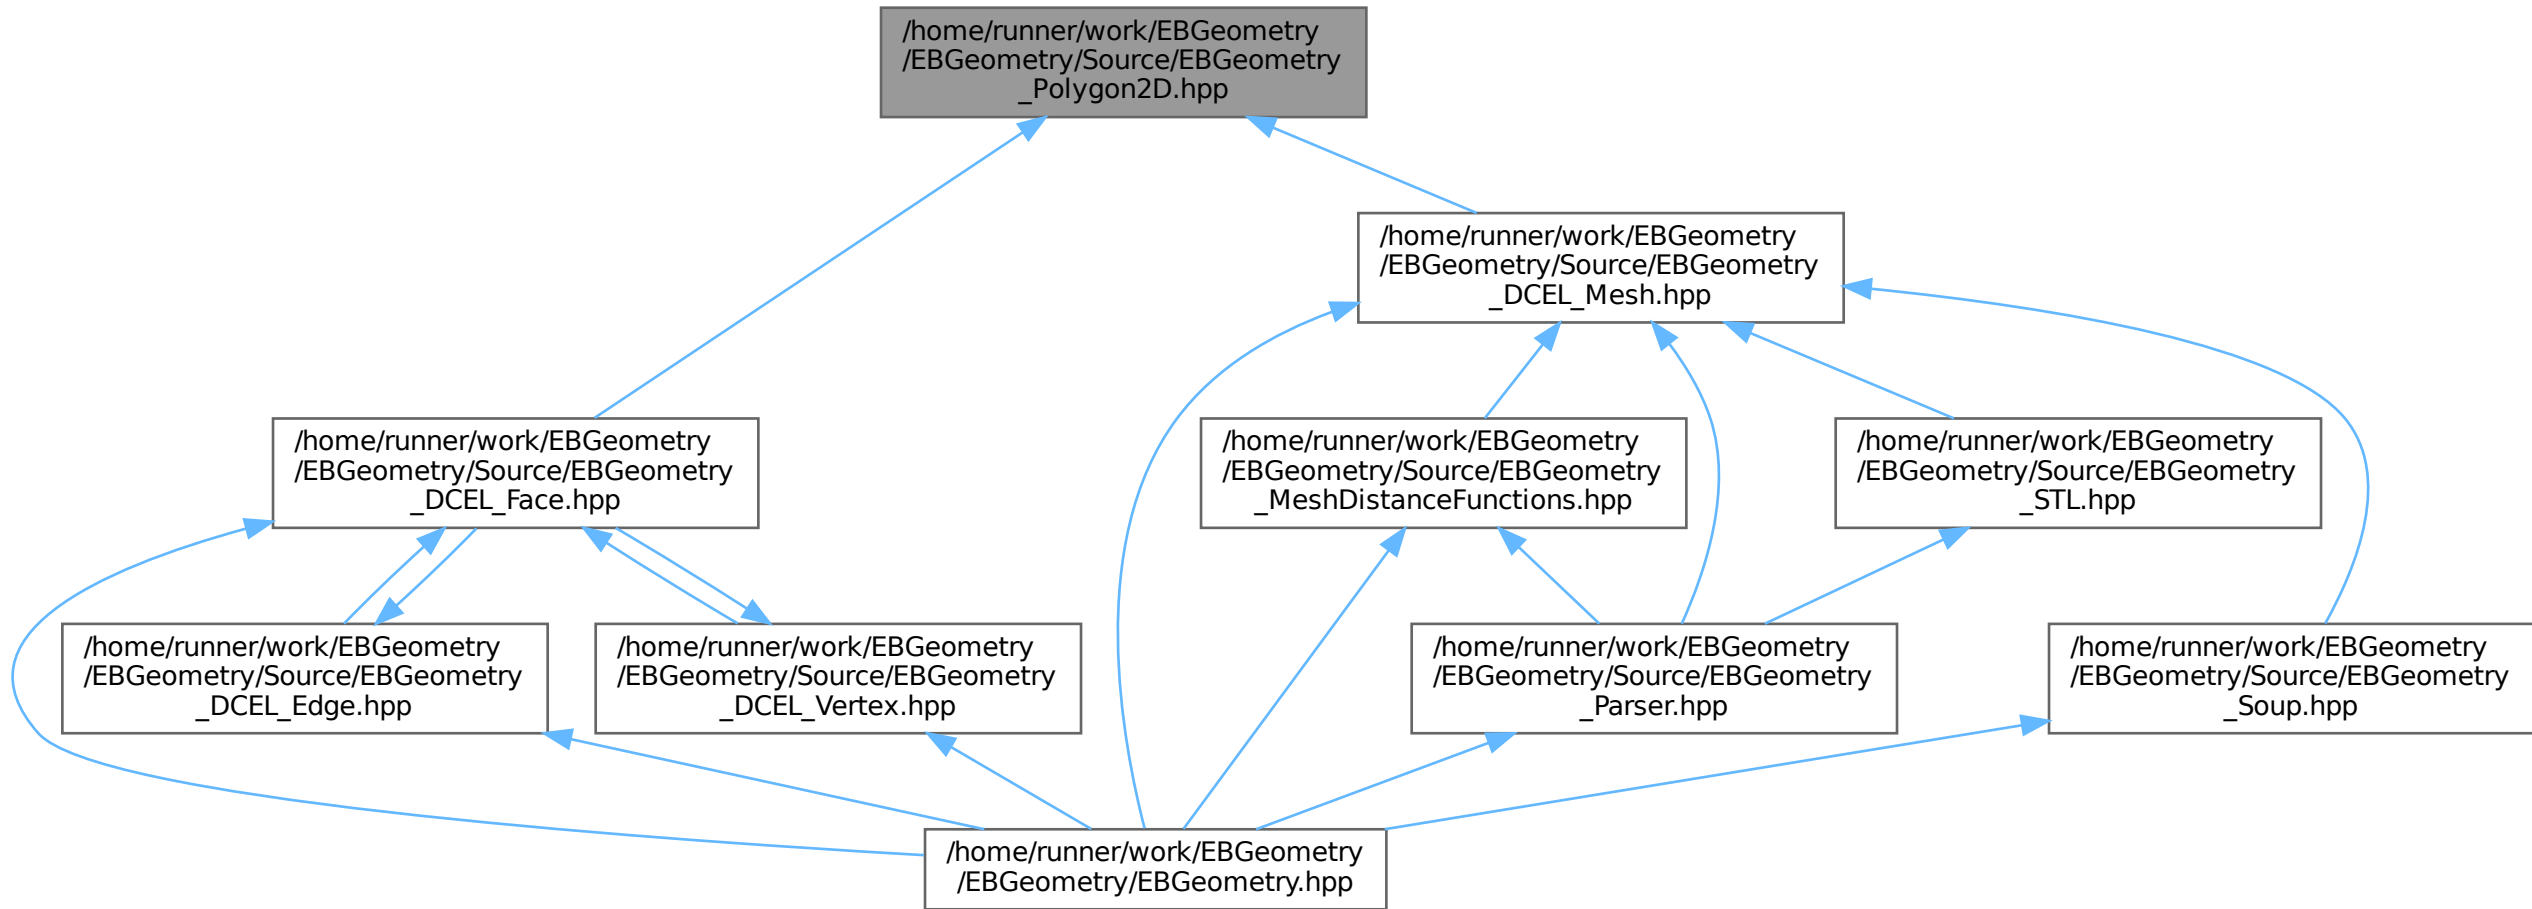 /home/runner/work/EBGeometry
/EBGeometry/Source/EBGeometry
_Polygon2D.hpp
/home/runner/work/EBGeometry
/EBGeometry/Source/EBGeometry
_DCEL_Mesh.hpp
/home/runner/work/EBGeometry
/EBGeometry/Source/EBGeometry
_DCEL_Face.hpp
/home/runner/work/EBGeometry
/EBGeometry/Source/EBGeometry
_MeshDistanceFunctions.hpp
/home/runner/work/EBGeometry
/EBGeometry/Source/EBGeometry
_STL.hpp
/home/runner/work/EBGeometry
/EBGeometry/Source/EBGeometry
_DCEL_Edge.hpp
/home/runner/work/EBGeometry
/EBGeometry/Source/EBGeometry
_DCEL_Vertex.hpp
/home/runner/work/EBGeometry
/EBGeometry/Source/EBGeometry
_Parser.hpp
/home/runner/work/EBGeometry
/EBGeometry/Source/EBGeometry
_Soup.hpp
/home/runner/work/EBGeometry
/EBGeometry/EBGeometry.hpp